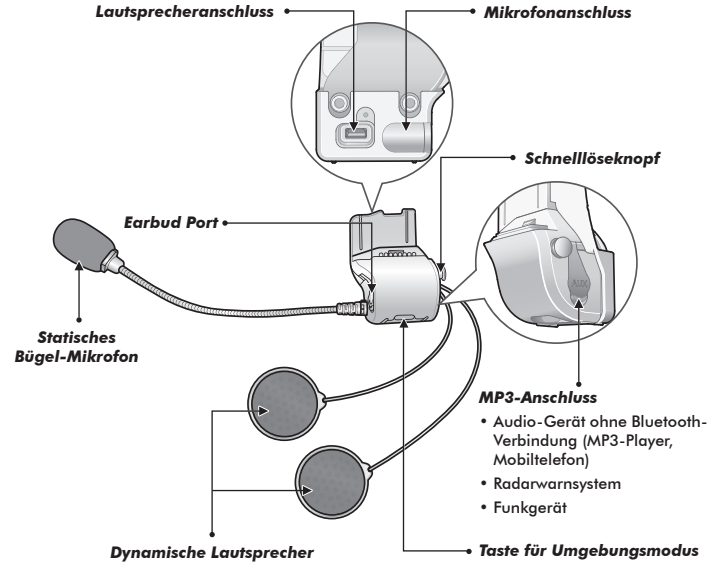 Lautsprecheranschluss
Mikrofonanschluss
Schnelllöseknopf
Earbud Port
AUX
Statisches
Bügel-Mikrofon
MP3-Anschluss
• Audio-Gerät ohne Bluetooth-
Verbindung (MP3-Player,
Mobiltelefon)
• Radarwarnsystem
• Funkgerät
Dynamische Lautsprecher
Taste für Umgebungsmodus